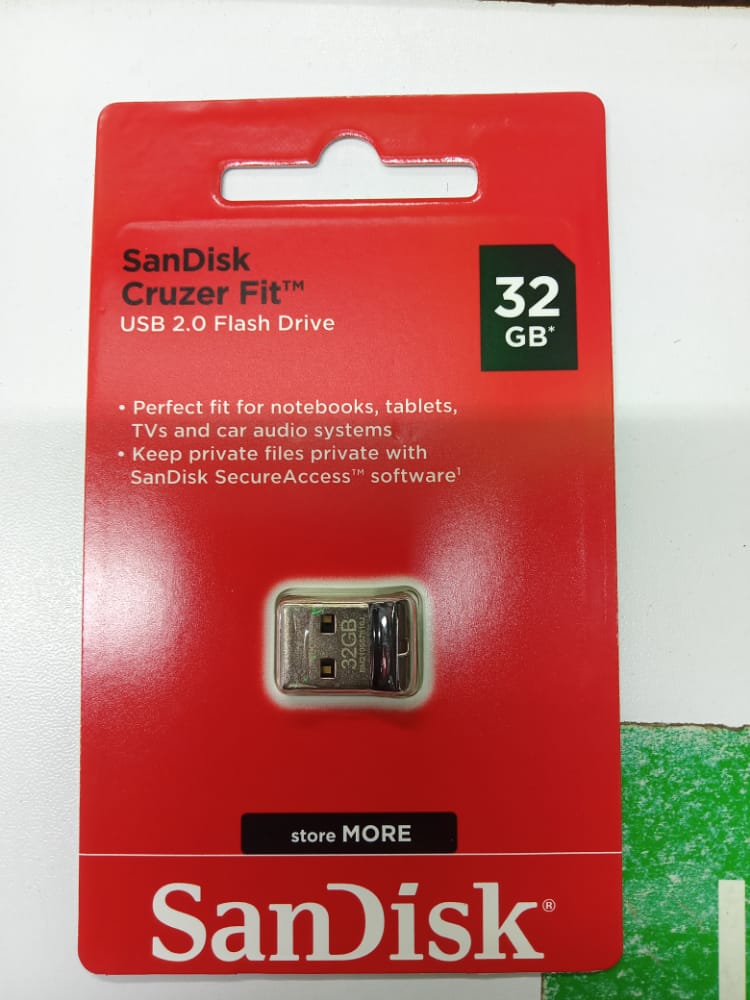 SanDisk
Cruzer Fit™
USB 2.0 Flash Drive
32
GB*
• Perfect fit for notebooks, tablets,
TVs and car audio systems
• Keep private files private with
SanDisk SecureAccess™ software¹
32GB
store MORE
SanDisk®